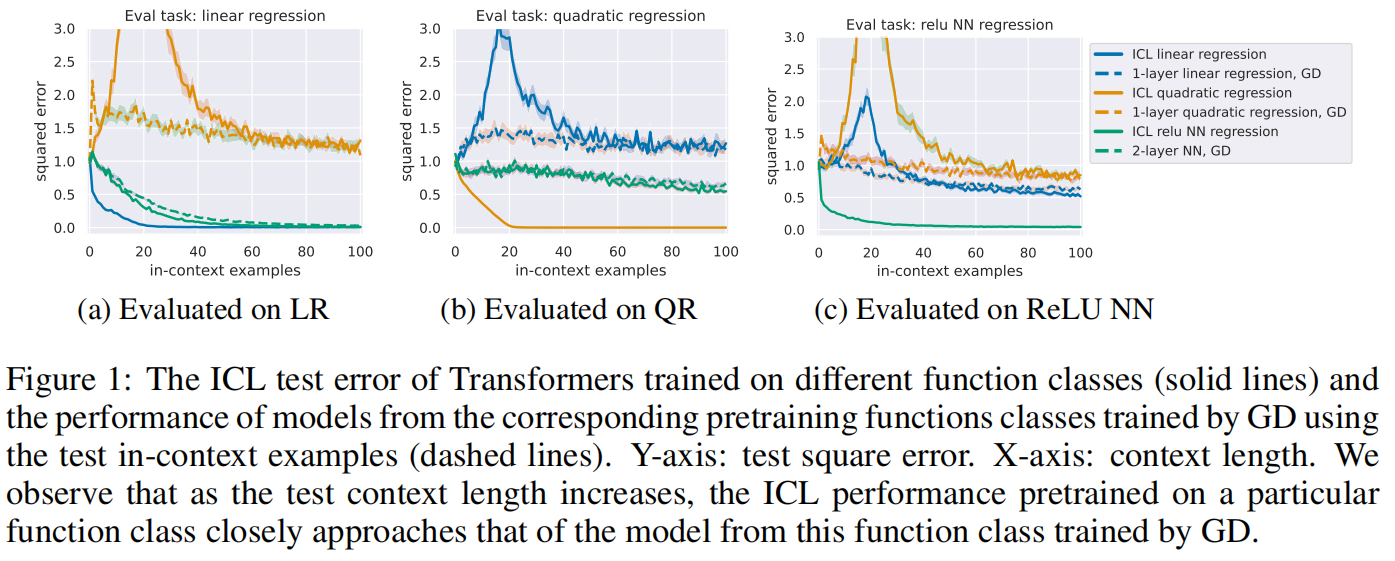 Eval task: linear regression
3.0
2.5
2.0
1.5
1.0
0.5
0.0
squared error
0 20 40 60 80 100
in-context examples
(a) Evaluated on LR
Eval task: quadratic regression
3.0
2.5
2.0
1.5
1.0
0.5
0.0
squared error
0 20 40 60 80 100
in-context examples
(b) Evaluated on QR
Eval task: relu NN regression
3.0
2.5
2.0
1.5
1.0
0.5
0.0
squared error
0 20 40 60 80 100
in-context examples
(c) Evaluated on ReLU NN
ICL linear regression
1-layer linear regression, GD
ICL quadratic regression
1-layer quadratic regression, GD
ICL relu NN regression
2-layer NN, GD
Figure 1: The ICL test error of Transformers trained on different function classes (solid lines) and
the performance of models from the corresponding pretraining functions classes trained by GD using
the test in-context examples (dashed lines). Y-axis: test square error. X-axis: context length. We
observe that as the test context length increases, the ICL performance pretrained on a particular
function class closely approaches that of the model from this function class trained by GD.